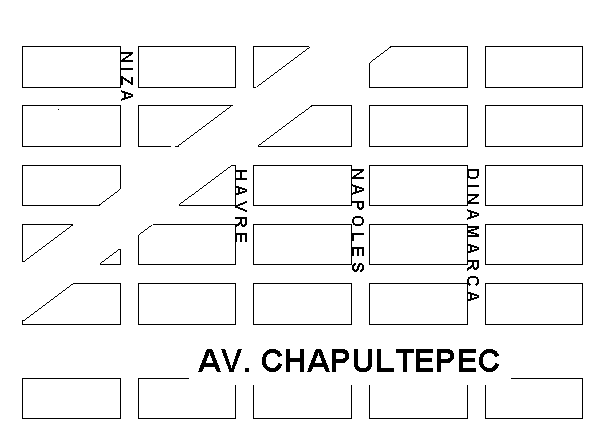 NIZA
HAVRE
NAPOLES
DINAMARCA
AV. CHAPULTEPEC